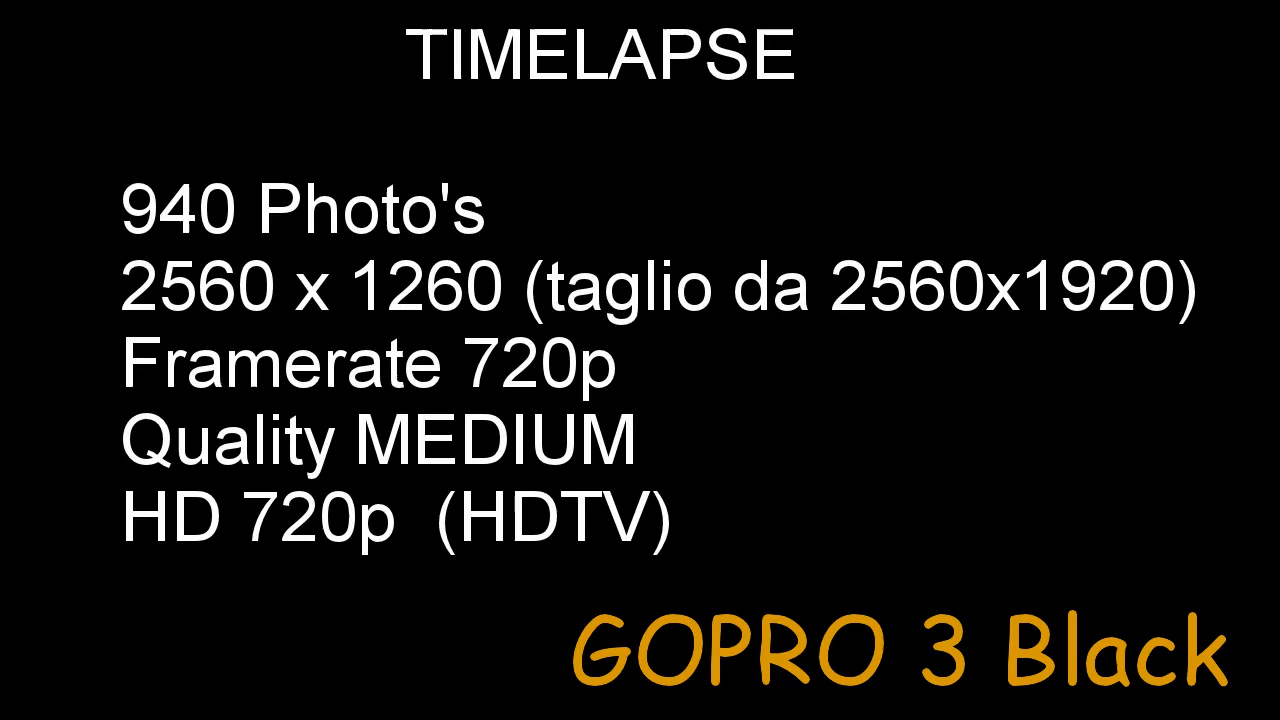 TIMELAPSE
940 Photo's
2560 x 1260 (taglio da 2560x1920)
Framerate 720p
Quality MEDIUM
HD 720p (HDTV)
GOPRO 3 Black